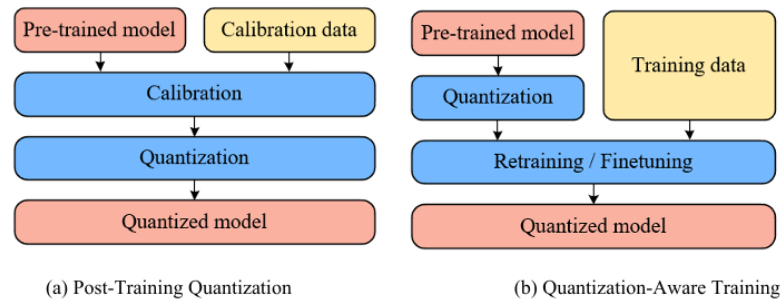 Pre-trained model
Calibration data
Calibration
Quantization
Quantized model
(a) Post-Training Quantization
Pre-trained model
Training data
Quantization
Retraining / Finetuning
Quantized model
(b) Quantization-Aware Training